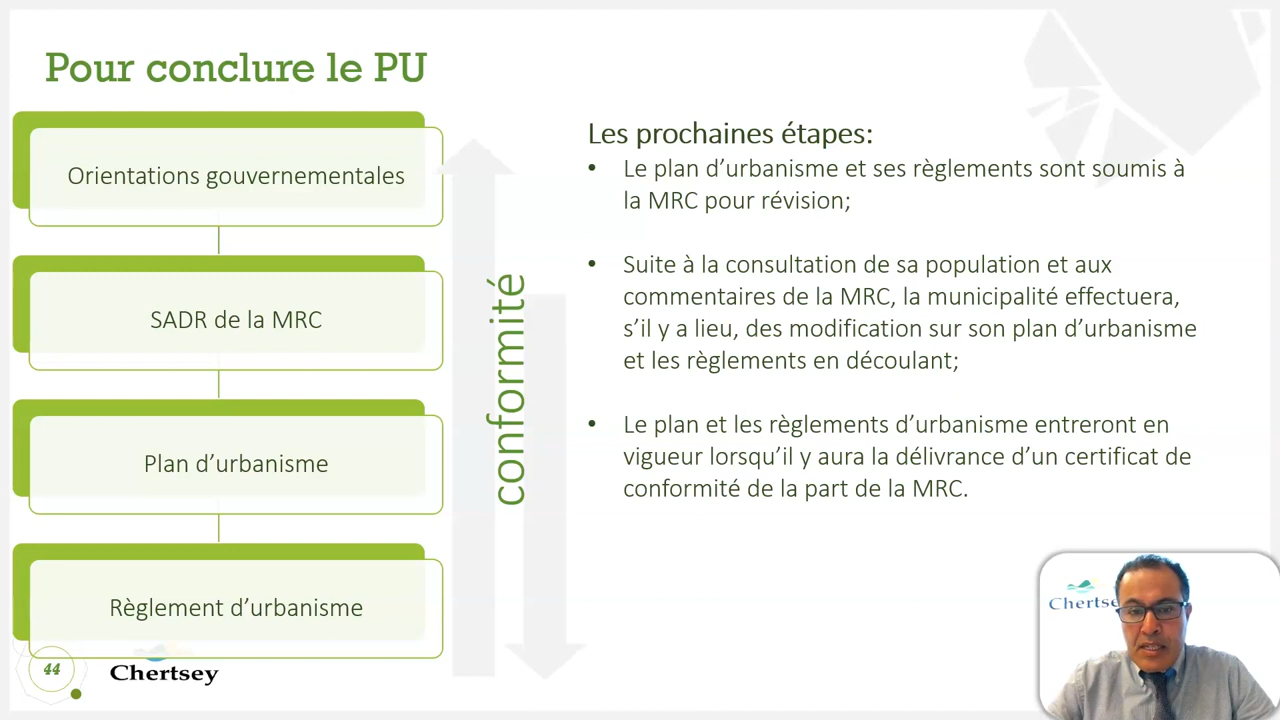 Pour conclure le PU
Orientations gouvernementales
SADR de la MRC
Plan d’urbanisme
Règlement d’urbanisme
conformité
Les prochaines étapes:
• Le plan d’urbanisme et ses règlements sont soumis à
la MRC pour révision;
• Suite à la consultation de sa population et aux
commentaires de la MRC, la municipalité effectuera,
s’il y a lieu, des modification sur son plan d’urbanisme
et les règlements en découlant;
• Le plan et les règlements d’urbanisme entreront en
vigueur lorsqu’il y aura la délivrance d’un certificat de
conformité de la part de la MRC.
44
Chertsey